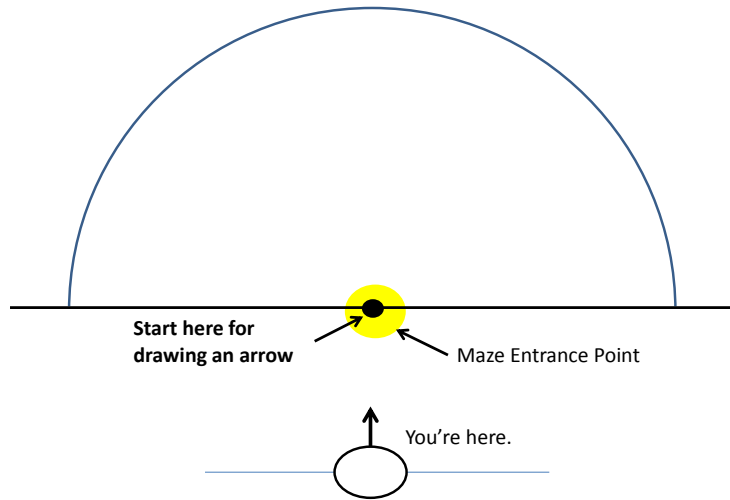 Start here for
drawing an arrow
Maze Entrance Point
You're here.